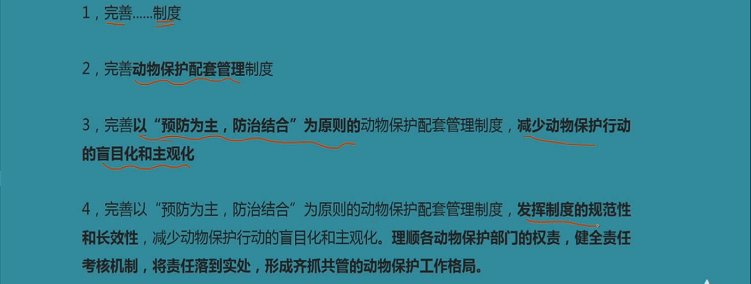 1，完善......制度
2，完善动物保护配套管理制度
3，完善以“预防为主，防治结合”为原则的动物保护配套管理制度，减少动物保护行动
的盲目化和主观化
4，完善以“预防为主，防治结合”为原则的动物保护配套管理制度，发挥制度的规范性
和长效性，减少动物保护行动的盲目化和主观化。理顺各动物保护部门的权责，健全责任
考核机制，将责任落到实处，形成齐抓共管的动物保护工作格局。